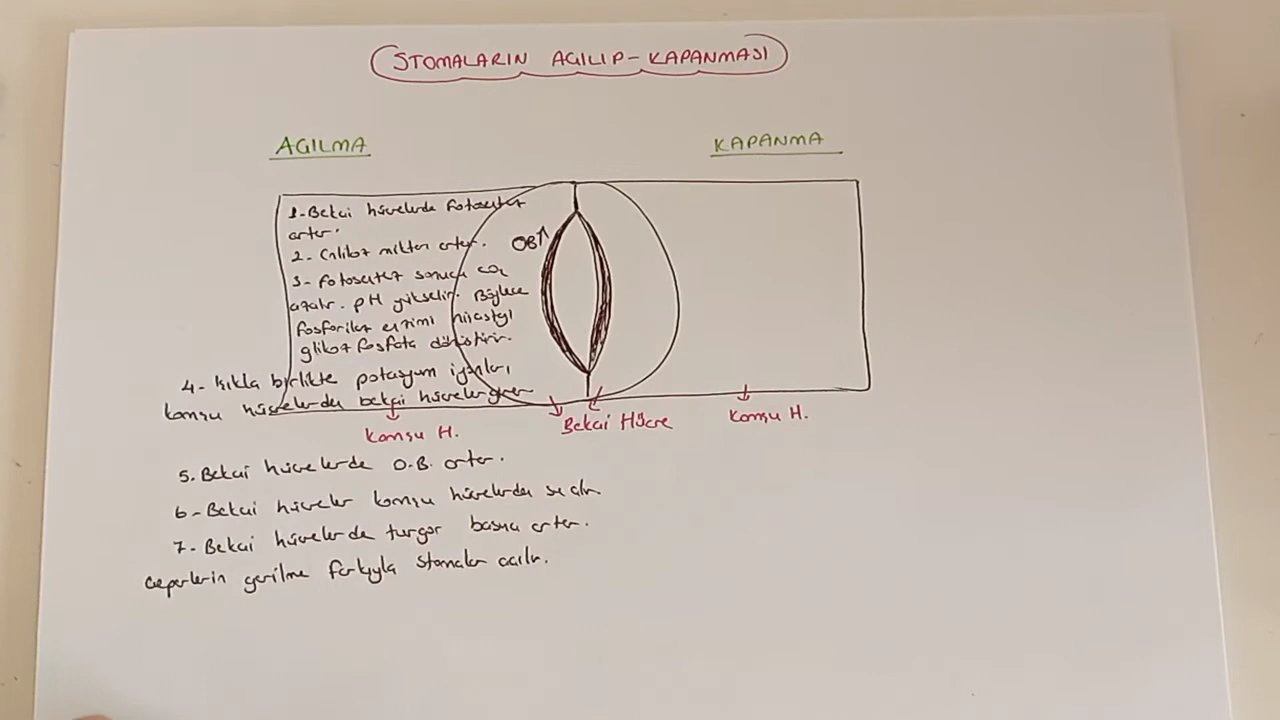 STOMALARIN AÇILIP-KAPANMASI
AÇILMA
KAPANMA
1-Bekçi hücrelerde fotosentez
artar.
2- Glikoz miktarı artar.
OB↑
3- Fotosentez sonucu CO₂
azalır. pH yükselir. Böylece
fosforilaz enzimi nişastayı
glikoz fosfata dönüştürür.
4- Işıkla birlikte potasyum iyonları,
komşu hücrelerden bekçi hücrelere girer
Komşu H.
Bekçi Hücre
Komşu H.
5. Bekçi hücrelerde O.B. artar.
6- Bekçi hücreler komşu hücrelerden su alır
7- Bekçi hücrelerde turgor basıncı artar.
Çeperlerin gerilme farkıyla stomalar açılır.